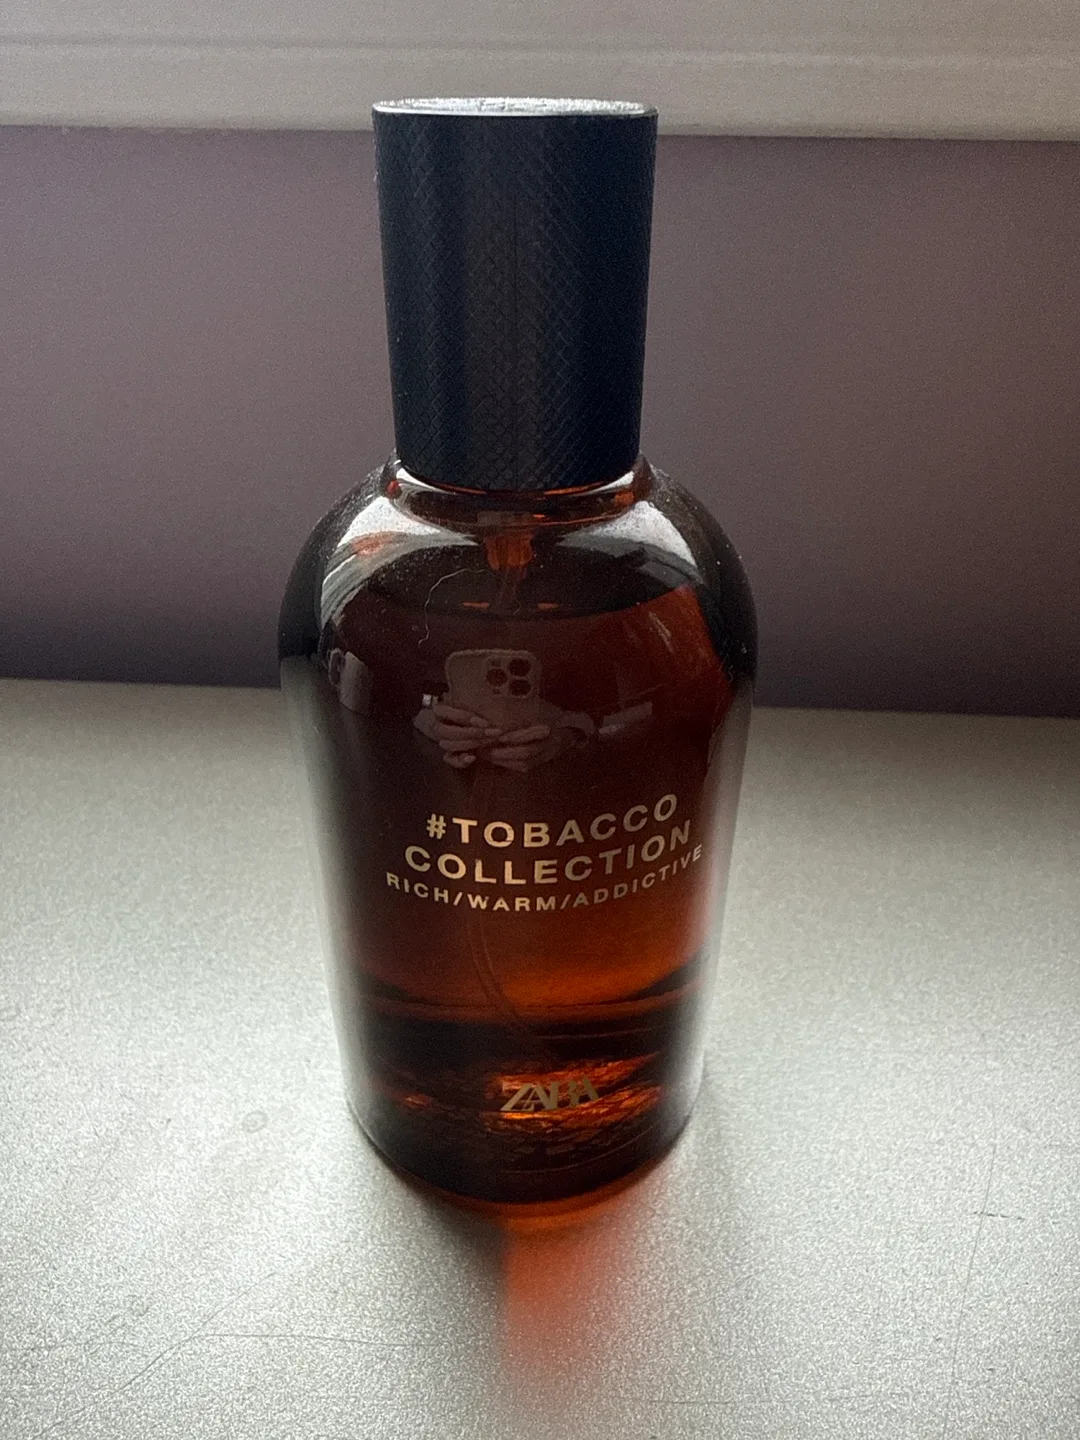 #TOBACCO
COLLECTION
RICH/WARM/ADDICTIVE
ZARA